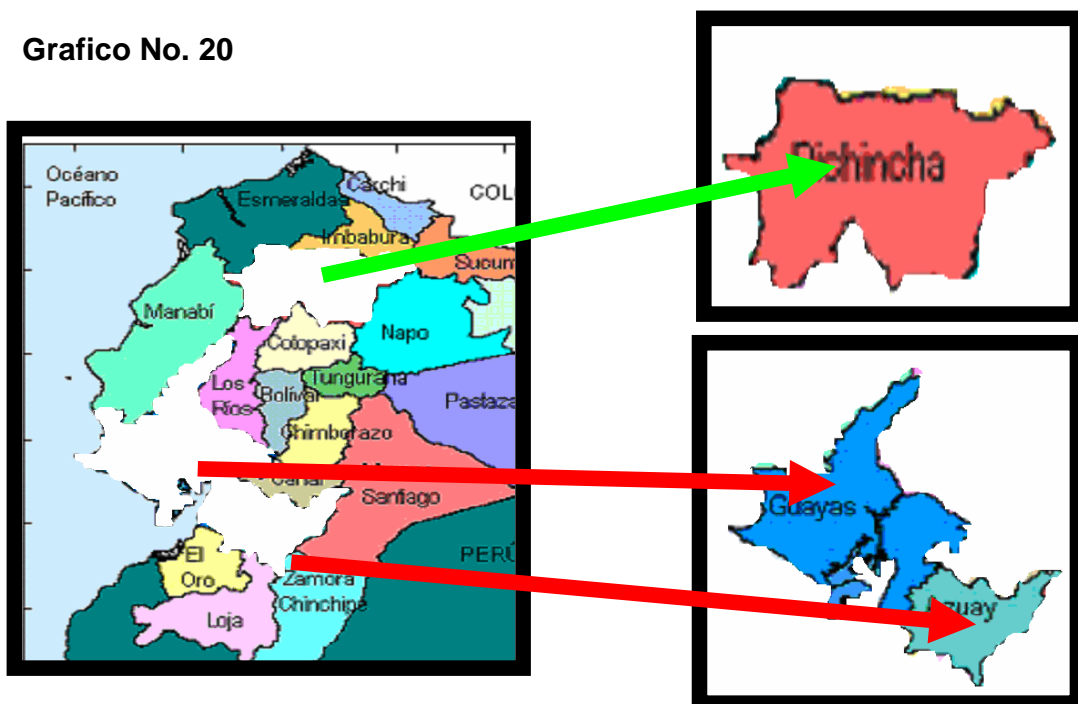 Grafico No. 20
Océano
Pacífico
Esmeraldas
Carchi
COL
Imbabura
Sucum
Manabí
Napo
Cotopaxi
Los
Ríos
Bolívar
Tungurahua
Pastaza
Chimborazo
Cañar
Santiago
El
Oro
PERÚ
Zamora
Chinchipe
Loja
Pichincha
Guayas
Azuay